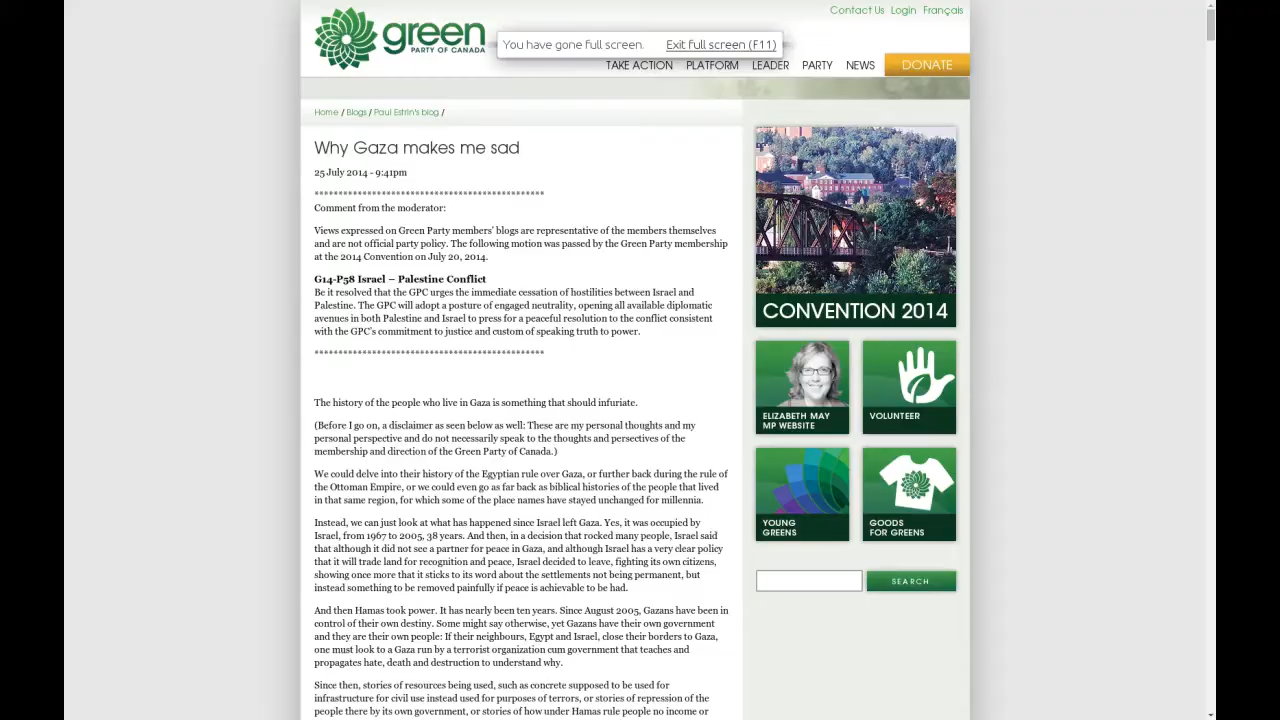 Contact Us Login Français
green
PARTY OF CANADA
You have gone full screen. Exit full screen (F11)
TAKE ACTION PLATFORM LEADER PARTY NEWS DONATE
Home / Blogs / Paul Estrin's blog /
Why Gaza makes me sad
25 July 2014 - 9:41pm
************************************************
Comment from the moderator:
Views expressed on Green Party members' blogs are representative of the members themselves
and are not official party policy. The following motion was passed by the Green Party membership
at the 2014 Convention on July 20, 2014.
G14-P58 Israel – Palestine Conflict
Be it resolved that the GPC urges the immediate cessation of hostilities between Israel and
Palestine. The GPC will adopt a posture of engaged neutrality, opening all available diplomatic
avenues in both Palestine and Israel to press for a peaceful resolution to the conflict consistent
with the GPC's commitment to justice and custom of speaking truth to power.
************************************************
The history of the people who live in Gaza is something that should infuriate.
(Before I go on, a disclaimer as seen below as well: These are my personal thoughts and my
personal perspective and do not necessarily speak to the thoughts and persectives of the
membership and direction of the Green Party of Canada.)
We could delve into their history of the Egyptian rule over Gaza, or further back during the rule of
the Ottoman Empire, or we could even go as far back as biblical histories of the people that lived
in that same region, for which some of the place names have stayed unchanged for millennia.
Instead, we can just look at what has happened since Israel left Gaza. Yes, it was occupied by
Israel, from 1967 to 2005, 38 years. And then, in a decision that rocked many people, Israel said
that although it did not see a partner for peace in Gaza, and although Israel has a very clear policy
that it will trade land for recognition and peace, Israel decided to leave, fighting its own citizens,
showing once more that it sticks to its word about the settlements not being permanent, but
instead something to be removed painfully if peace is achievable to be had.
And then Hamas took power. It has nearly been ten years. Since August 2005, Gazans have been in
control of their own destiny. Some might say otherwise, yet Gazans have their own government
and they are their own people: If their neighbours, Egypt and Israel, close their borders to Gaza,
one must look to a Gaza run by a terrorist organization cum government that teaches and
propagates hate, death and destruction to understand why.
Since then, stories of resources being used, such as concrete supposed to be used for
infrastructure for civil use instead used for purposes of terrors, or stories of repression of the
people there by its own government, or stories of how under Hamas rule people no income or
CONVENTION 2014
ELIZABETH MAY
MP WEBSITE
VOLUNTEER
YOUNG
GREENS
GOODS
FOR GREENS
SEARCH